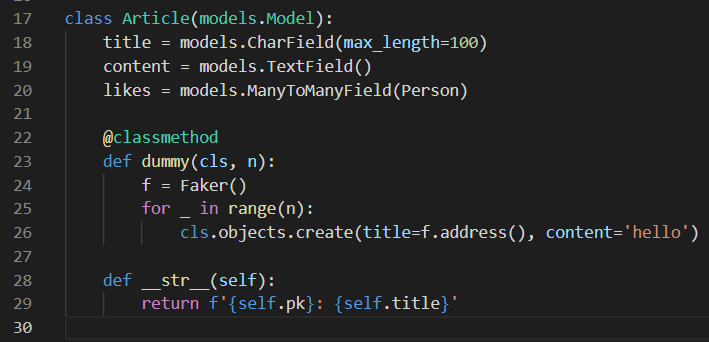 17 class Article(models.Model):
18     title = models.CharField(max_length=100)
19     content = models.TextField()
20     likes = models.ManyToManyField(Person)
21
22     @classmethod
23     def dummy(cls, n):
24         f = Faker()
25         for _ in range(n):
26             cls.objects.create(title=f.address(), content='hello')
27
28     def __str__(self):
29         return f'{self.pk}: {self.title}'
30